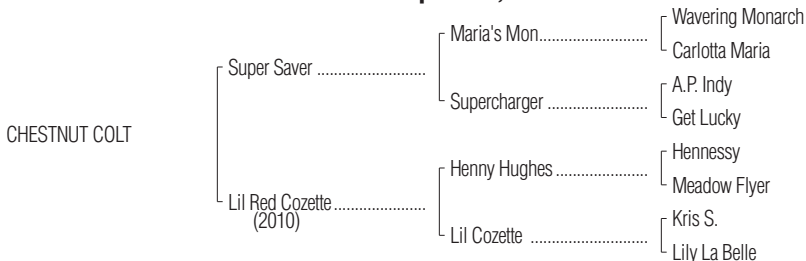 Wavering Monarch
Maria's Mon
Carlotta Maria
Super Saver
A.P. Indy
Supercharger
Get Lucky
CHESTNUT COLT
Hennessy
Henny Hughes
Meadow Flyer
Lil Red Cozette
(2010)
Kris S.
Lil Cozette
Lily La Belle